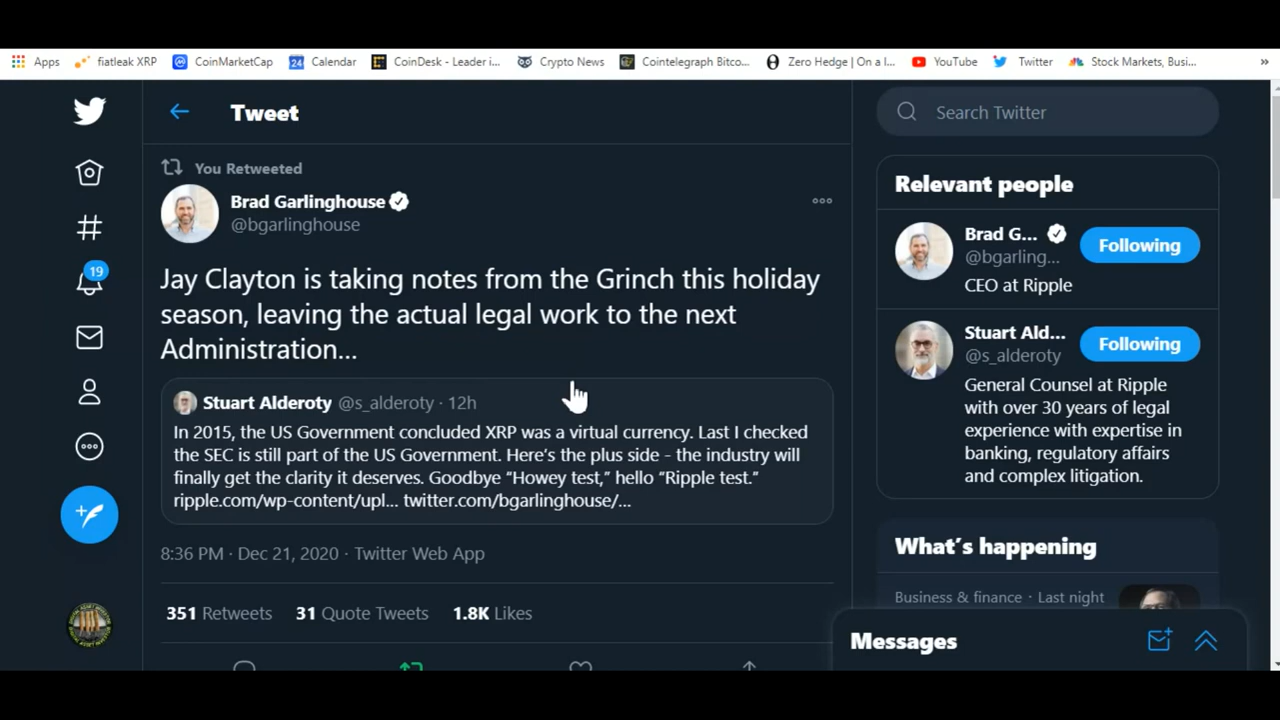 Apps fiatleak XRP CoinMarketCap 24 Calendar CoinDesk - Leader i... Crypto News Cointelegraph Bitco... Zero Hedge | On a l... YouTube Twitter Stock Markets, Busi... »
Tweet
You Retweeted
Brad Garlinghouse
@bgarlinghouse
Jay Clayton is taking notes from the Grinch this holiday
season, leaving the actual legal work to the next
Administration...
Stuart Alderoty @s_alderoty · 12h
In 2015, the US Government concluded XRP was a virtual currency. Last I checked
the SEC is still part of the US Government. Here's the plus side - the industry will
finally get the clarity it deserves. Goodbye “Howey test,” hello “Ripple test.”
ripple.com/wp-content/upl... twitter.com/bgarlinghouse/...
8:36 PM · Dec 21, 2020 · Twitter Web App
351 Retweets 31 Quote Tweets 1.8K Likes
19
Search Twitter
Relevant people
Brad G...
@bgarling...
Following
CEO at Ripple
Stuart Ald...
@s_alderoty
Following
General Counsel at Ripple
with over 30 years of legal
experience with expertise in
banking, regulatory affairs
and complex litigation.
What's happening
Business & finance · Last night
Messages